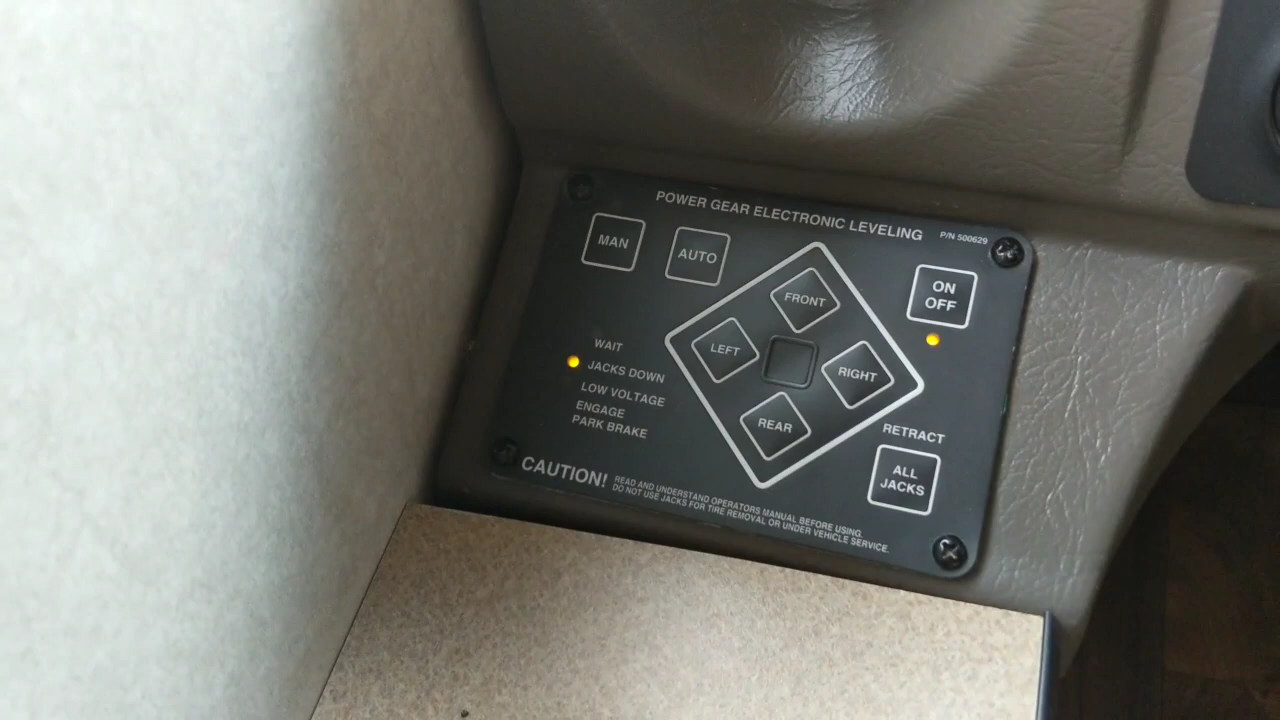 POWER GEAR ELECTRONIC LEVELING
P/N 500629
MAN
AUTO
FRONT
ON
OFF
LEFT
RIGHT
REAR
WAIT
JACKS DOWN
LOW VOLTAGE
ENGAGE
PARK BRAKE
RETRACT
ALL
JACKS
CAUTION!
READ AND UNDERSTAND OPERATORS MANUAL BEFORE USING.
DO NOT USE JACKS FOR TIRE REMOVAL OR UNDER VEHICLE SERVICE.